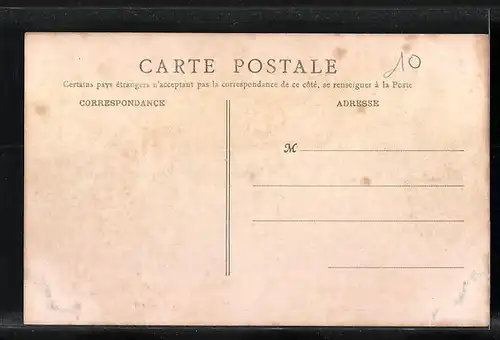 CARTE POSTALE
10
Certains pays étrangers n'acceptant pas la correspondance de ce côté, se renseigner à la Poste
CORRESPONDANCE
ADRESSE
M